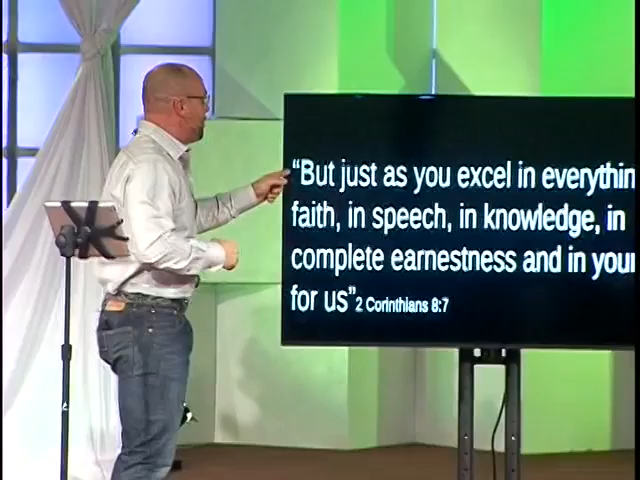 “But just as you excel in everythin
faith, in speech, in knowledge, in
complete earnestness and in your
for us” 2 Corinthians 8:7